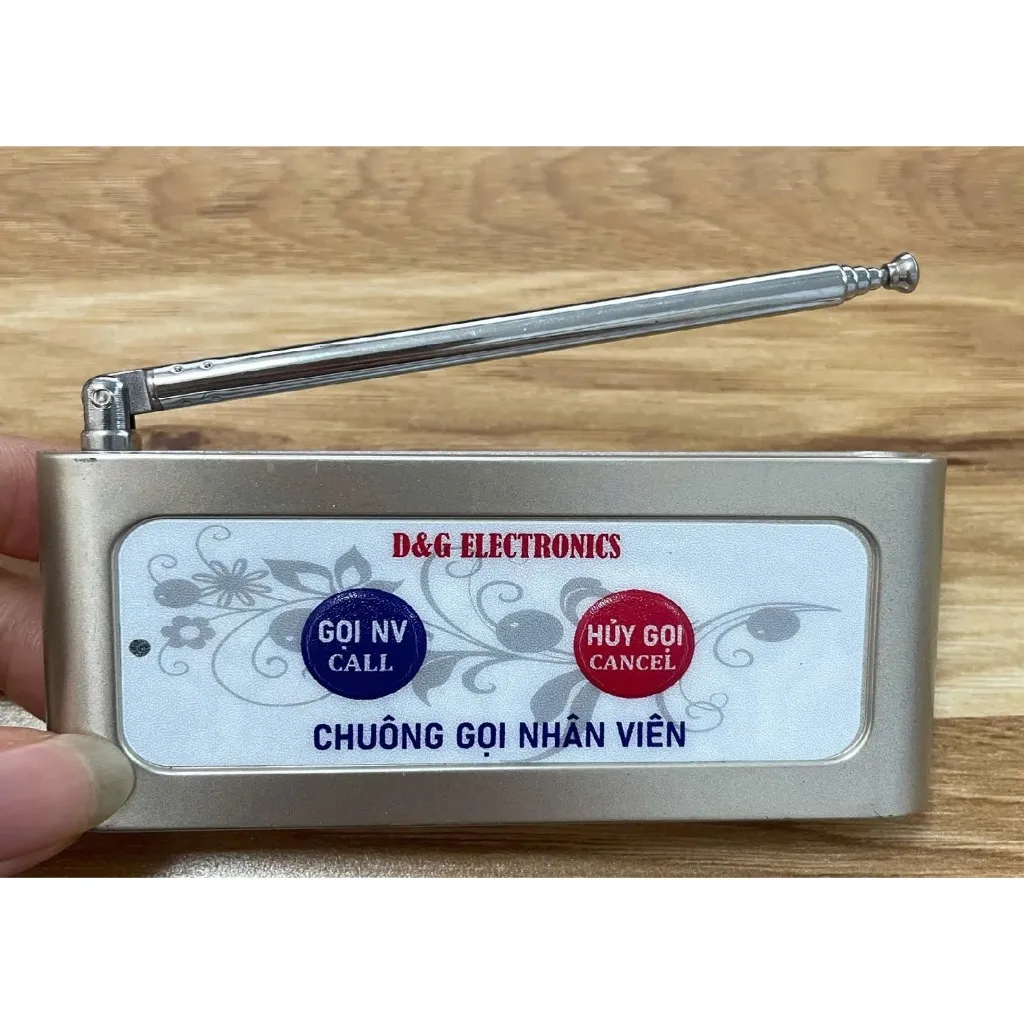 D&G ELECTRONICS
GỌI NV
CALL
HỦY GỌI
CANCEL
CHUÔNG GỌI NHÂN VIÊN